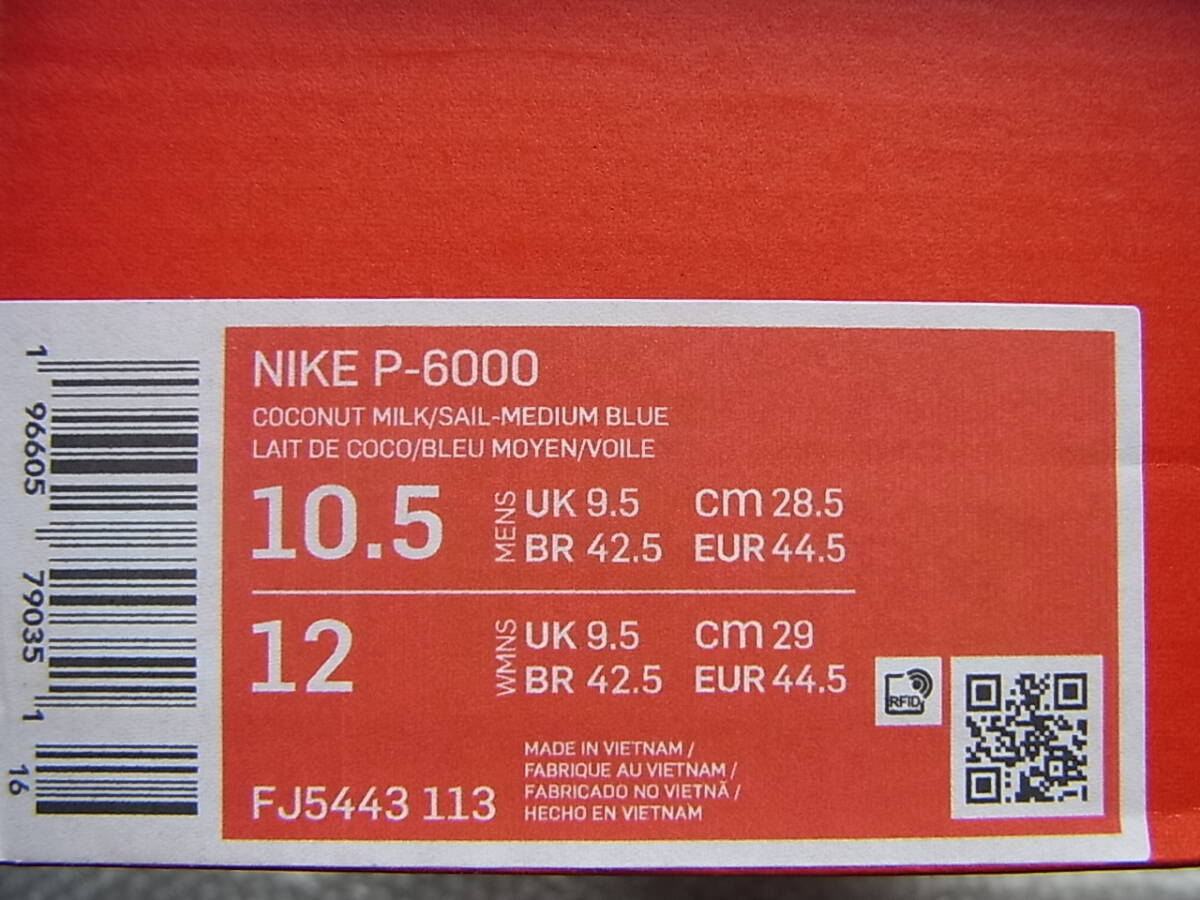 NIKE P-6000
COCONUT MILK/SAIL-MEDIUM BLUE
LAIT DE COCO/BLEU MOYEN/VOILE
10.5 MENS UK 9.5 cm 28.5
BR 42.5 EUR 44.5
12 WMNS UK 9.5 cm 29
BR 42.5 EUR 44.5
RFID
FJ5443 113
MADE IN VIETNAM /
FABRIQUE AU VIETNAM /
FABRICADO NO VIETNÃ /
HECHO EN VIETNAM
1 96605 79035 1 16